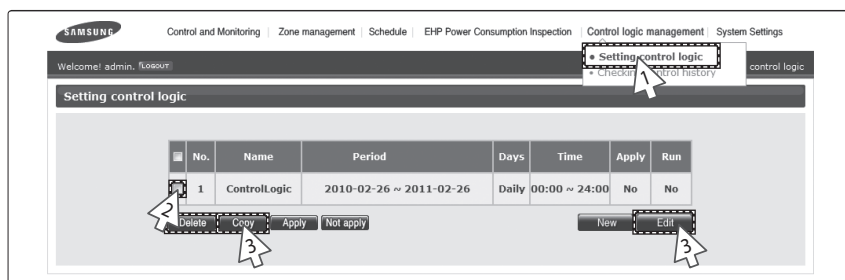 SAMSUNG
Control and Monitoring Zone management Schedule EHP Power Consumption Inspection Control logic management System Settings
Welcome! admin. LOGOUT
• Setting control logic
• Checking control history
control logic
1
Setting control logic
No. Name Period Days Time Apply Run
1 ControlLogic 2010-02-26 ~ 2011-02-26 Daily 00:00 ~ 24:00 No No
2
Delete Copy Apply Not apply New Edit
3 3